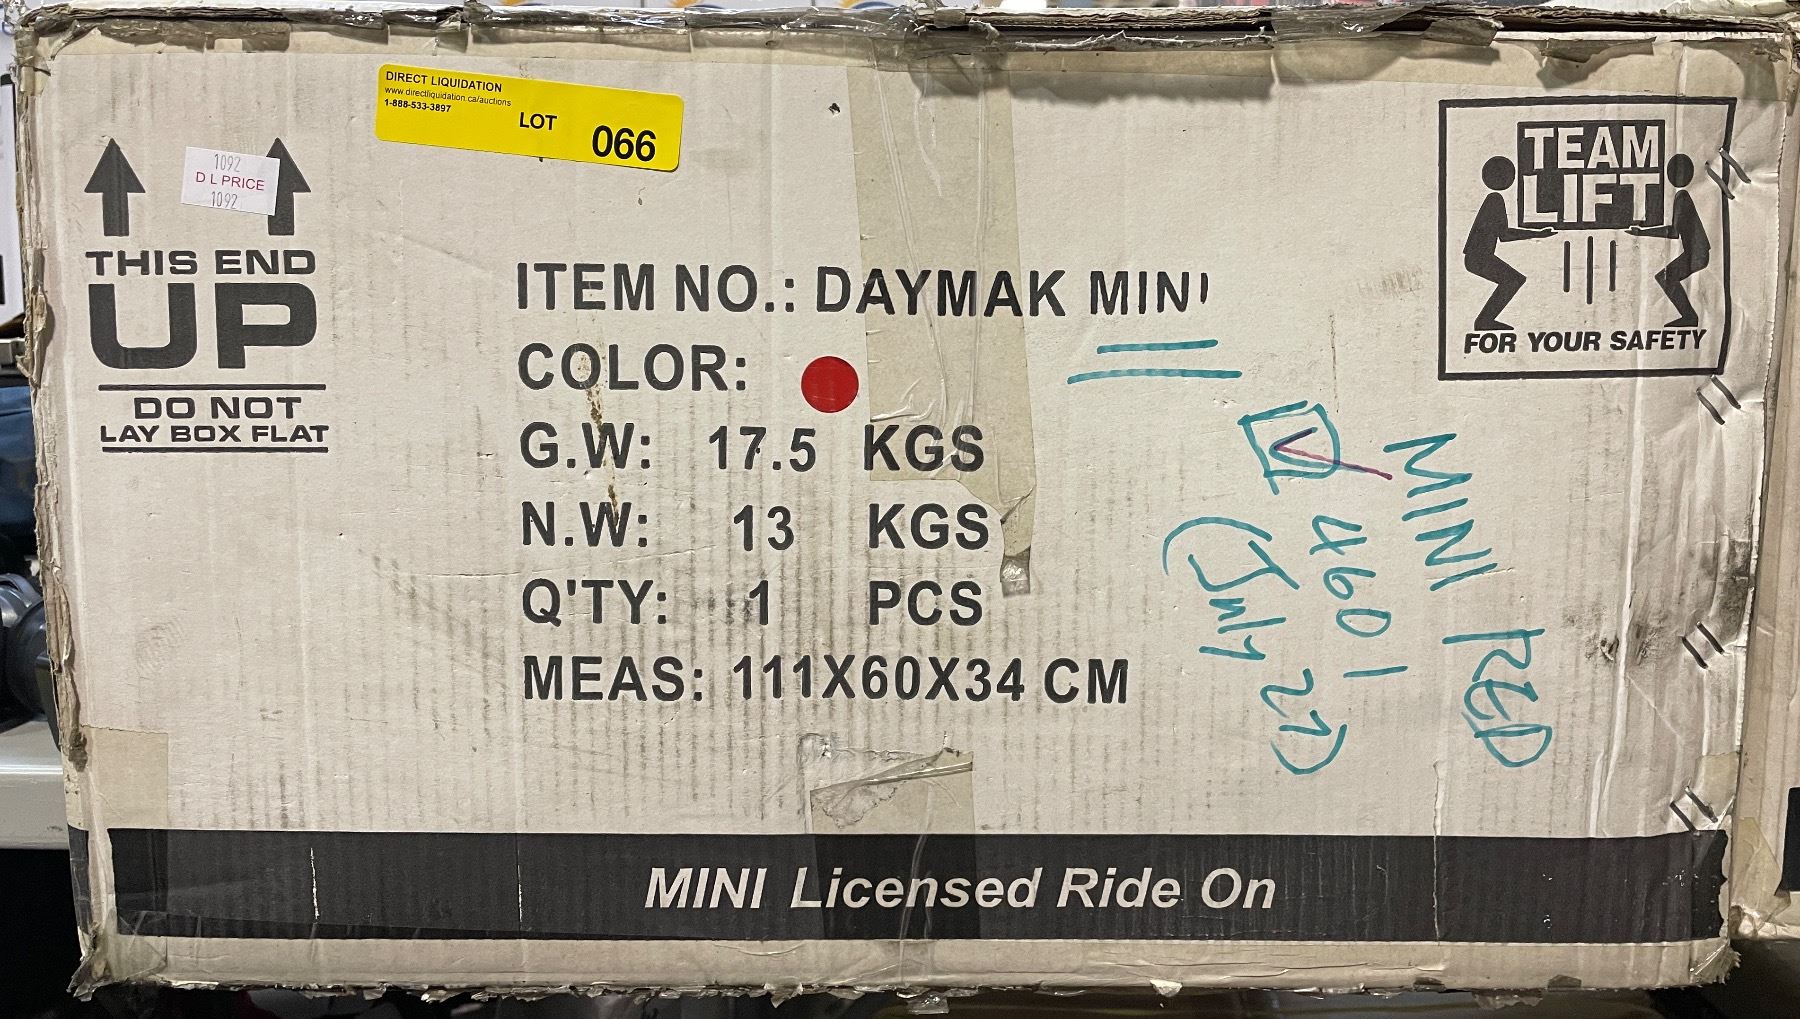 DIRECT LIQUIDATION
www.directliquidation.ca/auctions
1-888-533-3897
LOT 066
1092
D L PRICE
1092
THIS END
UP
DO NOT
LAY BOX FLAT
TEAM
LIFT
FOR YOUR SAFETY
ITEM NO.: DAYMAK MINI
COLOR:
G.W: 17.5 KGS
N.W: 13 KGS
Q'TY: 1 PCS
MEAS: 111X60X34 CM
MINI RED
4601
(July 27)
MINI Licensed Ride On